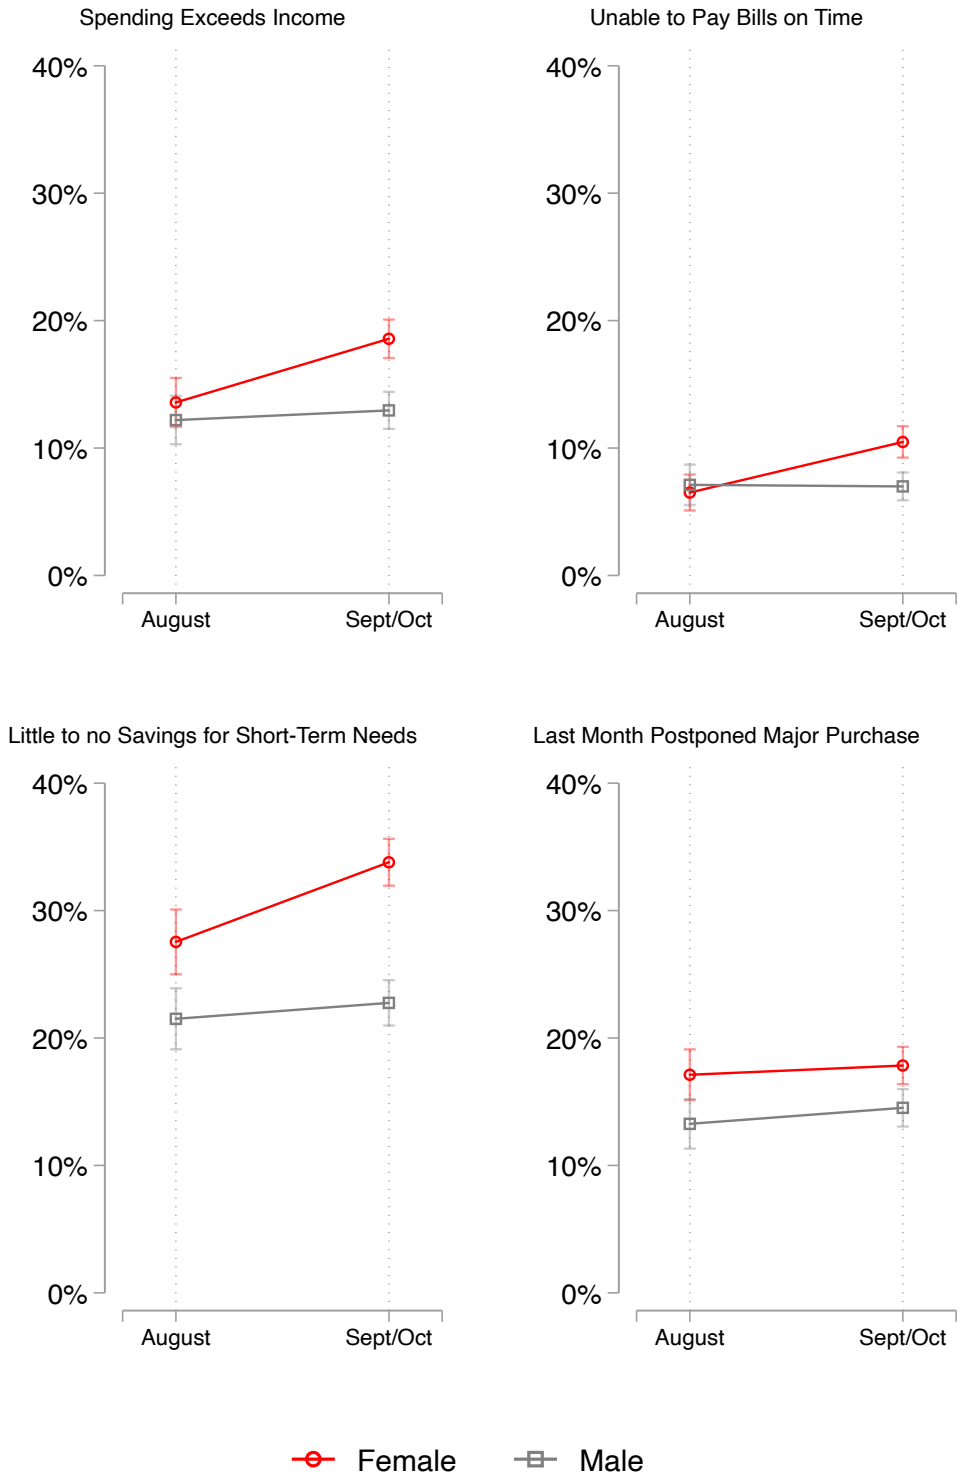 Spending Exceeds Income
40%
30%
20%
10%
0%
August Sept/Oct
Unable to Pay Bills on Time
40%
30%
20%
10%
0%
August Sept/Oct
Little to no Savings for Short-Term Needs
40%
30%
20%
10%
0%
August Sept/Oct
Last Month Postponed Major Purchase
40%
30%
20%
10%
0%
August Sept/Oct
Female Male